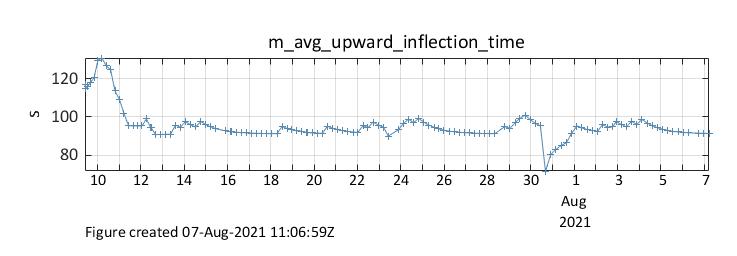 m_avg_upward_inflection_time
s
120
100
80
10 12 14 16 18 20 22 24 26 28 30 1 3 5 7
Aug
2021
Figure created 07-Aug-2021 11:06:59Z